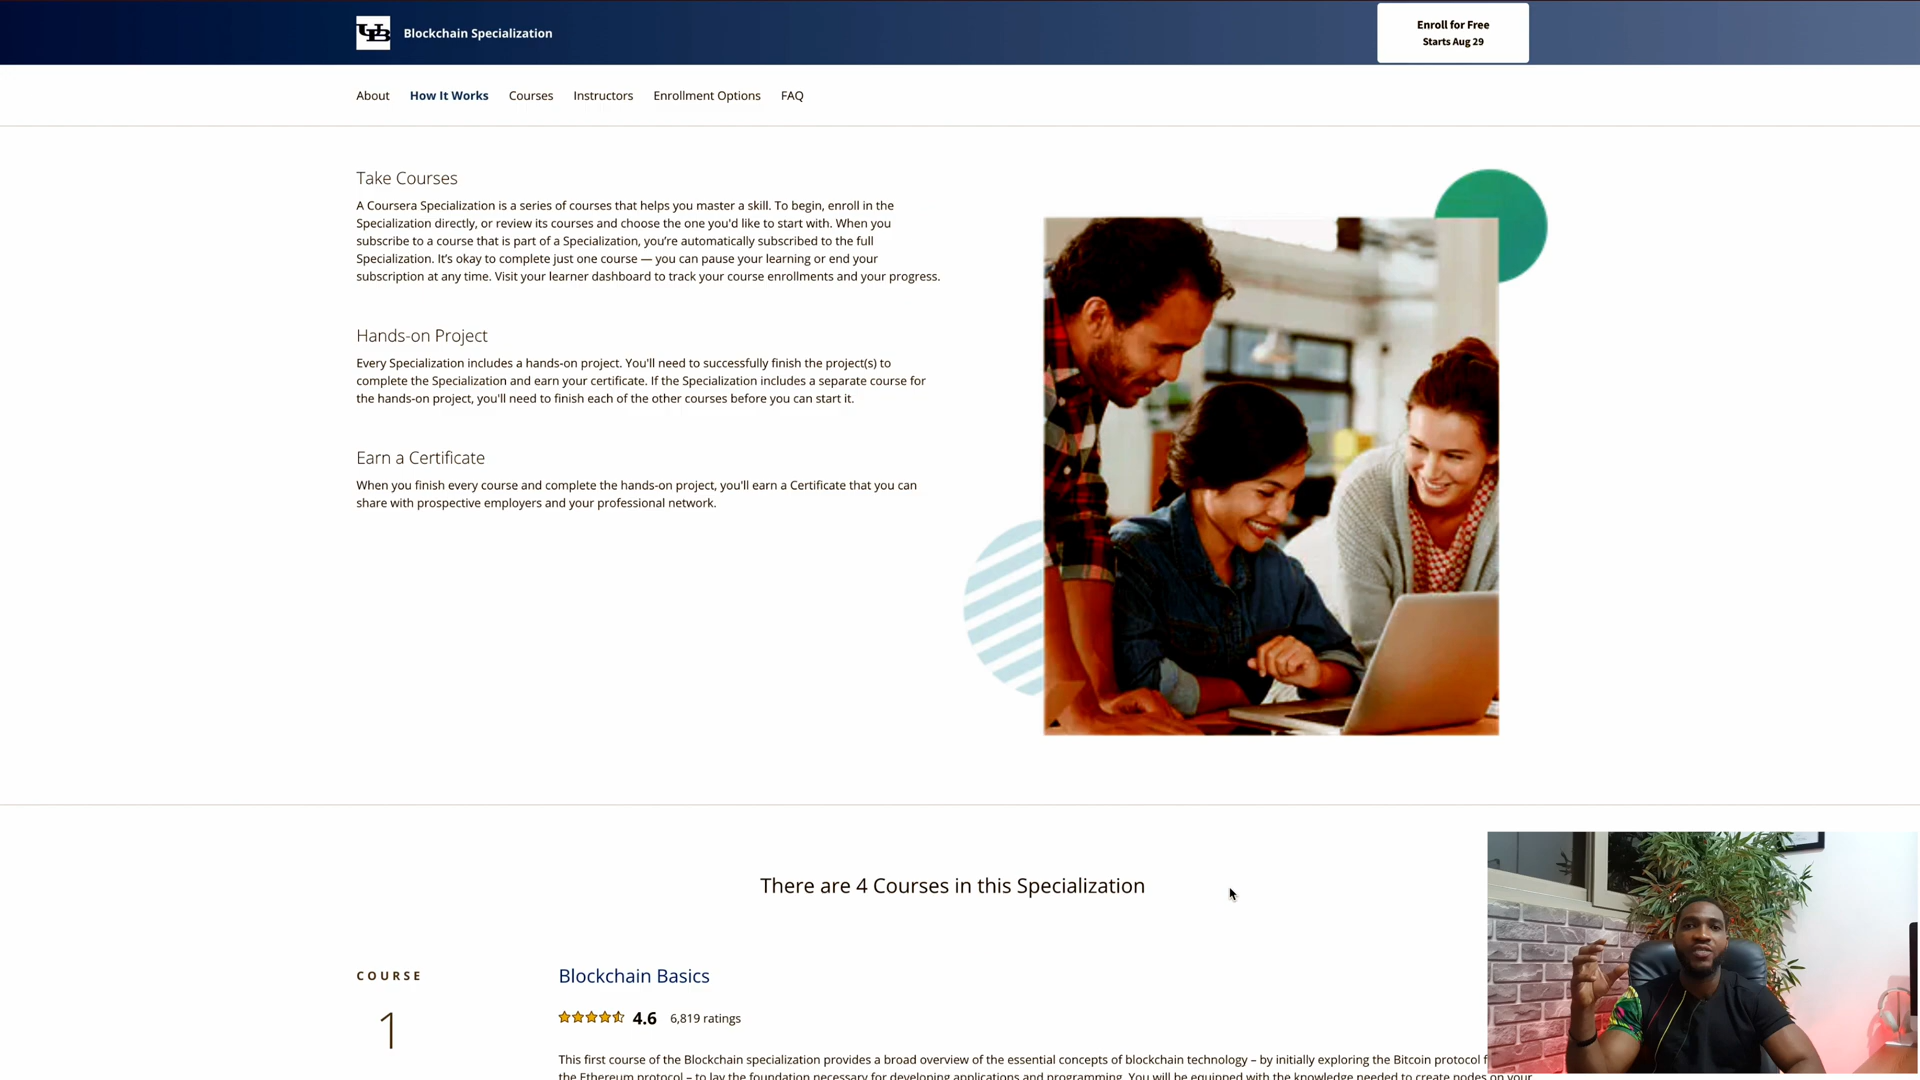 UB
Blockchain Specialization
Enroll for Free
Starts Aug 29
About
How It Works
Courses
Instructors
Enrollment Options
FAQ
Take Courses
A Coursera Specialization is a series of courses that helps you master a skill. To begin, enroll in the
Specialization directly, or review its courses and choose the one you'd like to start with. When you
subscribe to a course that is part of a Specialization, you’re automatically subscribed to the full
Specialization. It’s okay to complete just one course — you can pause your learning or end your
subscription at any time. Visit your learner dashboard to track your course enrollments and your progress.
Hands-on Project
Every Specialization includes a hands-on project. You'll need to successfully finish the project(s) to
complete the Specialization and earn your certificate. If the Specialization includes a separate course for
the hands-on project, you'll need to finish each of the other courses before you can start it.
Earn a Certificate
When you finish every course and complete the hands-on project, you'll earn a Certificate that you can
share with prospective employers and your professional network.
There are 4 Courses in this Specialization
COURSE
1
Blockchain Basics
4.6 6,819 ratings
This first course of the Blockchain specialization provides a broad overview of the essential concepts of blockchain technology – by initially exploring the Bitcoin protocol
the Ethereum protocol – to lay the foundation necessary for developing applications and programming. You will be equipped with the knowledge needed to create nodes on your